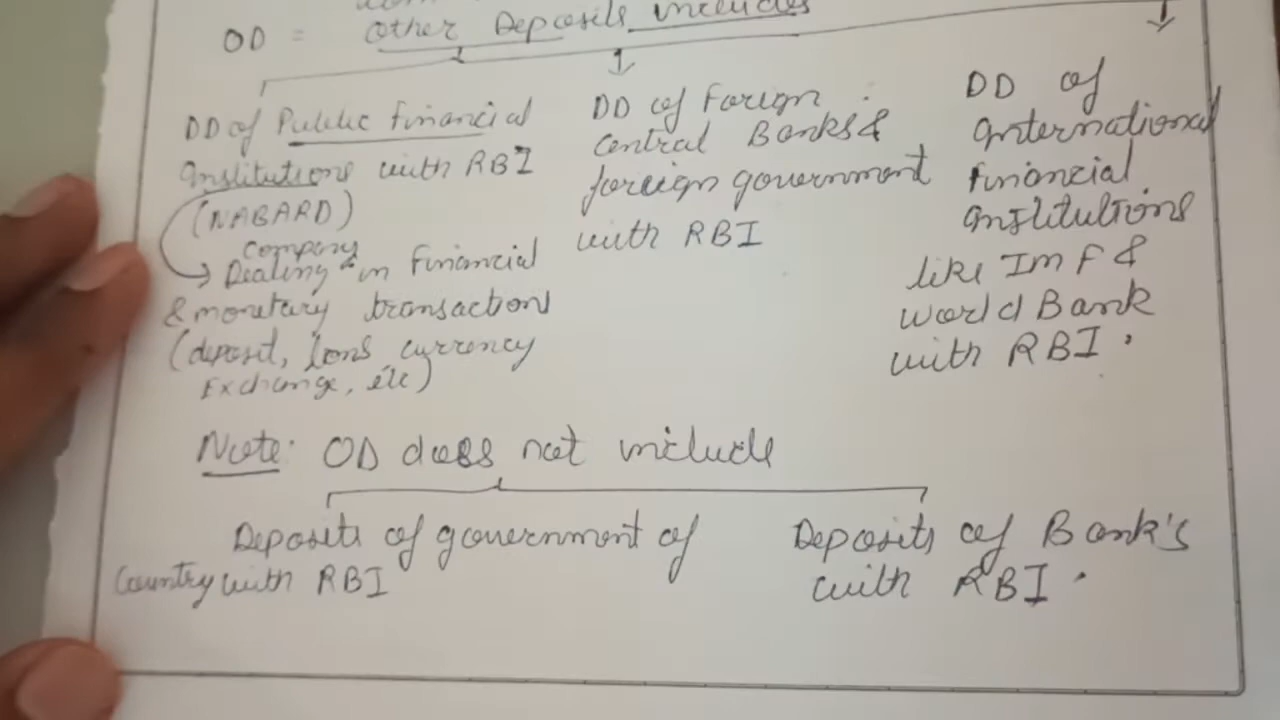 OD = Other Deposits includes
DD of Public Financial
Institutions with RBI
(NABARD)
company
Dealing in Financial
& monetary transaction
(deposit, lons currency
Exchange, etc)
DD of Forign
Central Banks &
foreign government
with RBI
DD of
International
Financial
Institutions
like IMF &
World Bank
with RBI.
Note: OD does not include
Deposits of government of
Country with RBI
Deposits of Bank's
with RBI.